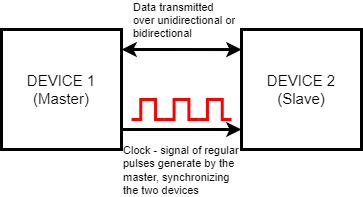 Data transmitted
over unidirectional or
bidirectional
DEVICE 1
(Master)
DEVICE 2
(Slave)
Clock - signal of regular
pulses generate by the
master, synchronizing
the two devices